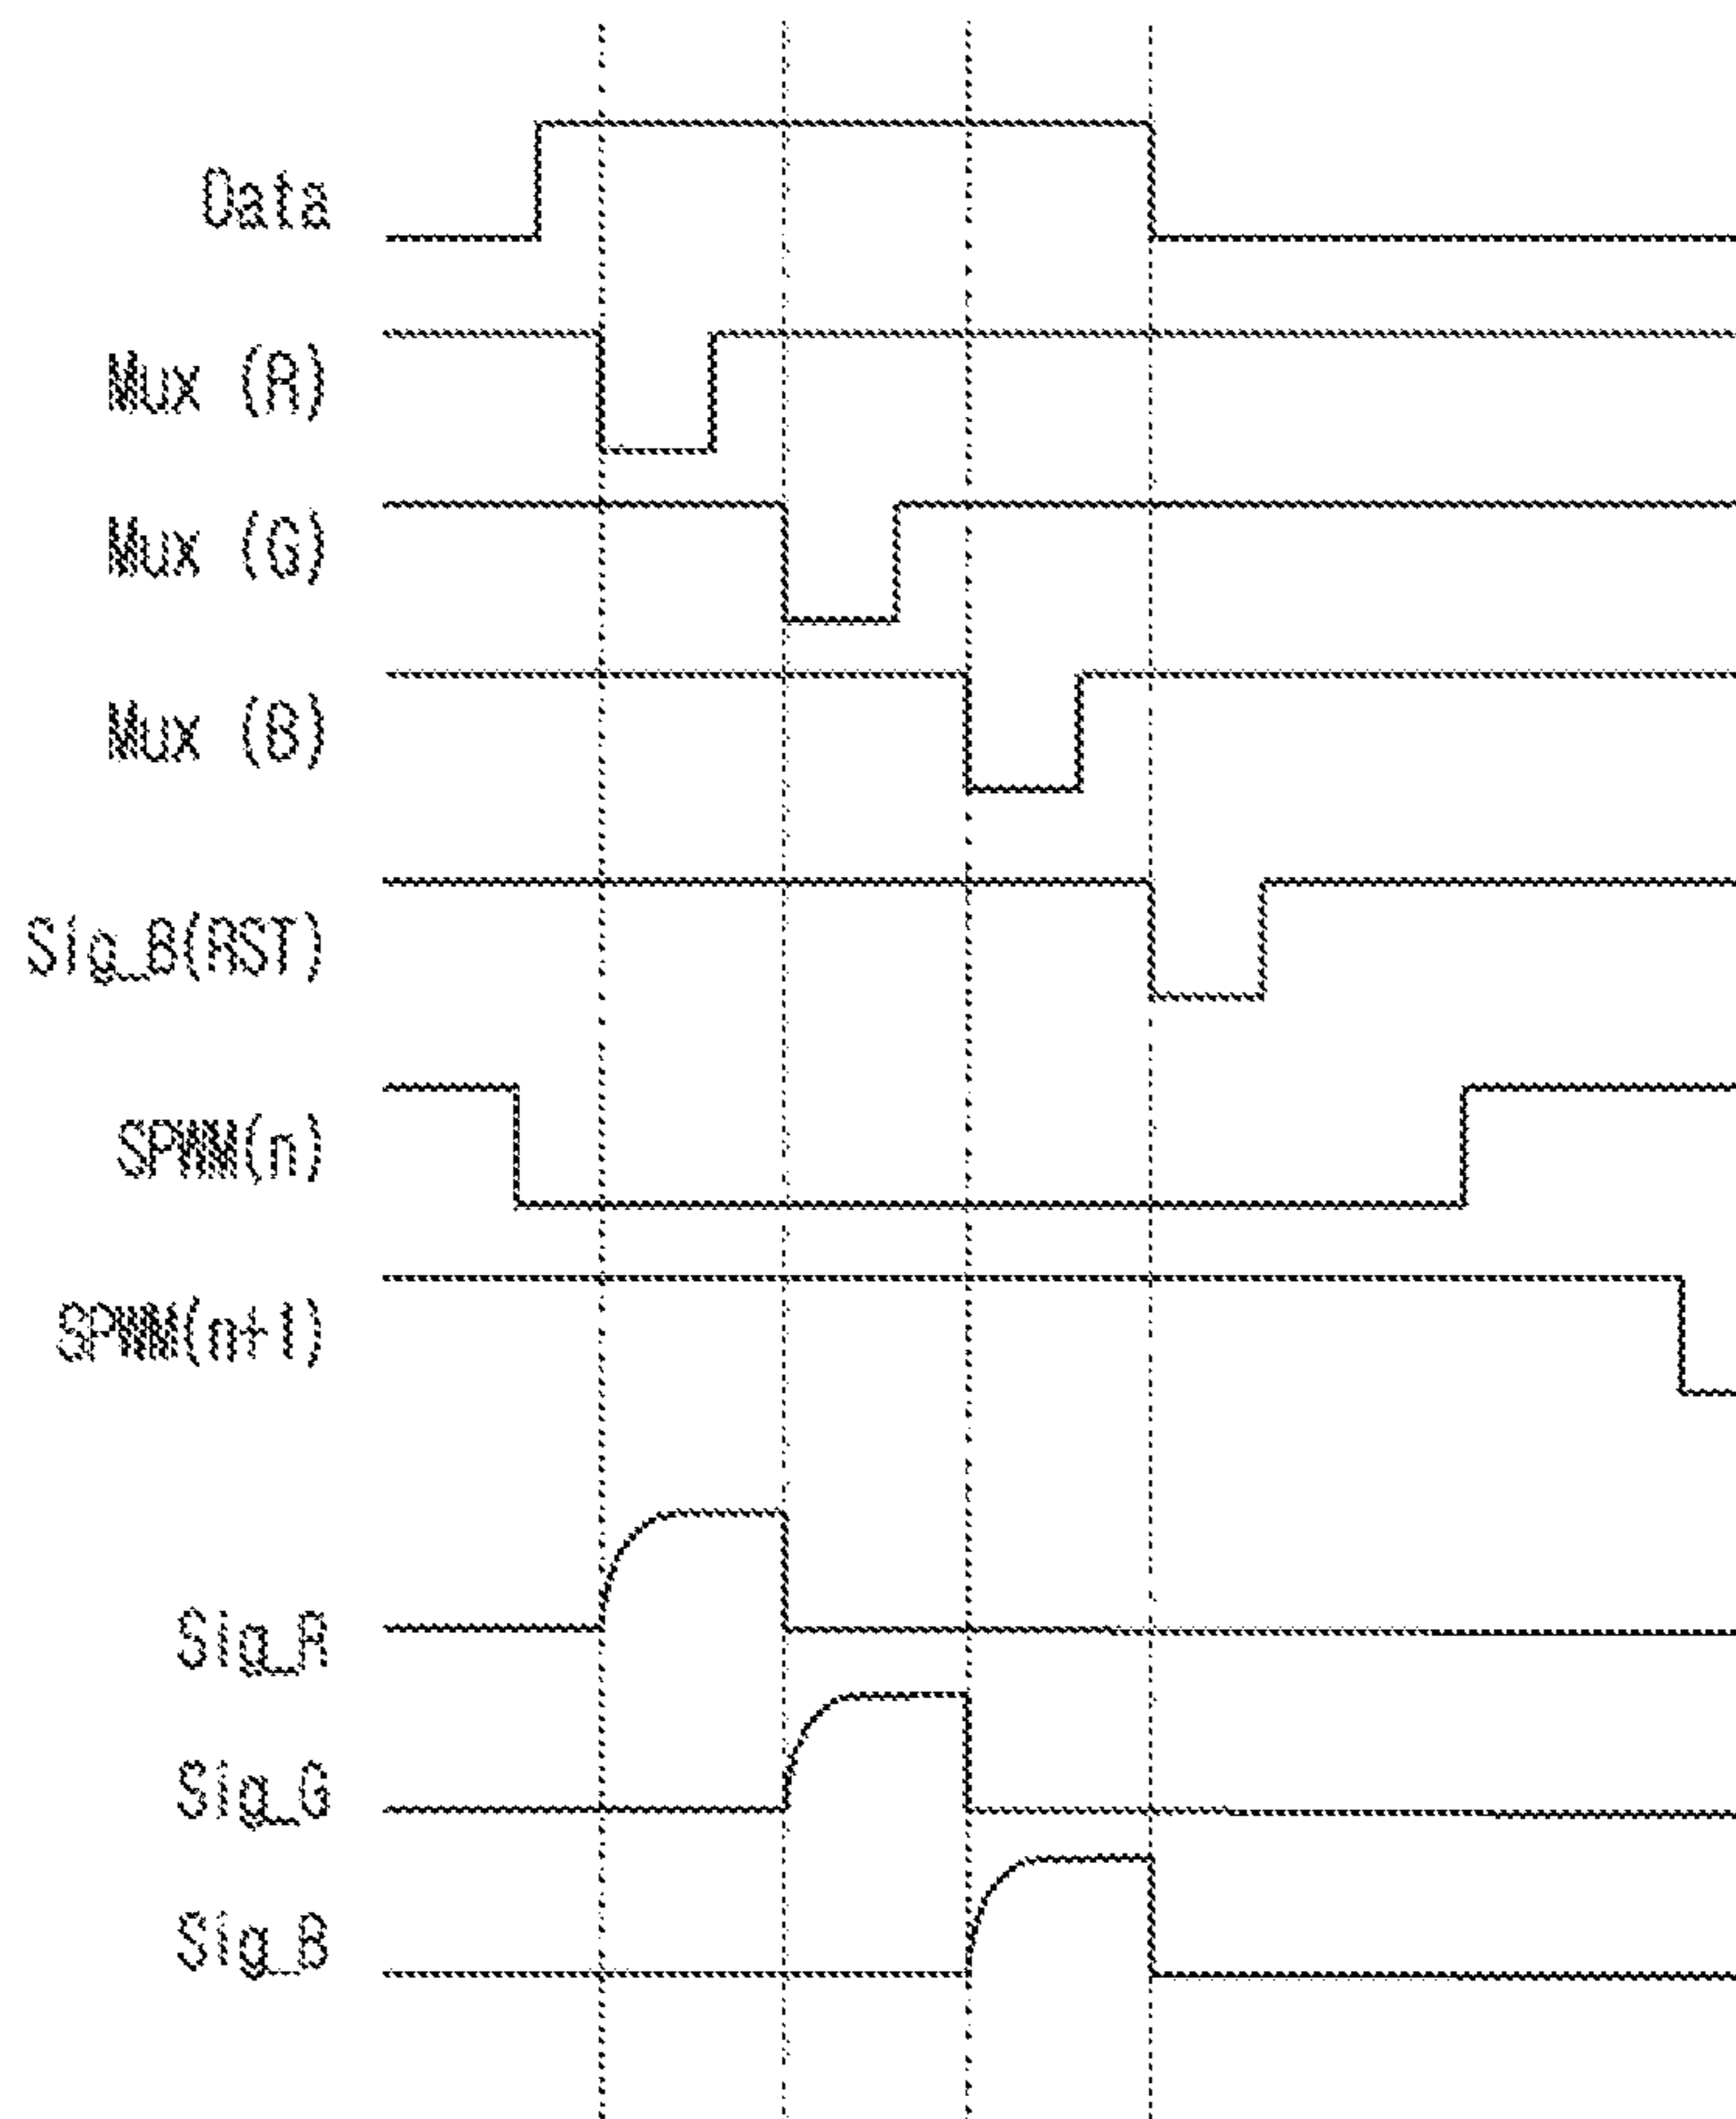 Data
Mux (R)
Mux (G)
Mux (B)
Sig_B(RST)
SPWM(n)
SPWM(n+1)
Sig_R
Sig_G
Sig_B